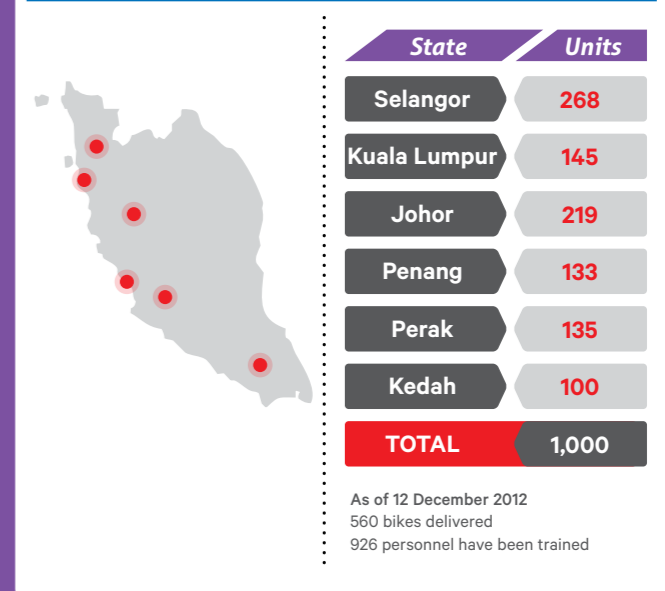 State Units
Selangor 268
Kuala Lumpur 145
Johor 219
Penang 133
Perak 135
Kedah 100
TOTAL 1,000
As of 12 December 2012
560 bikes delivered
926 personnel have been trained